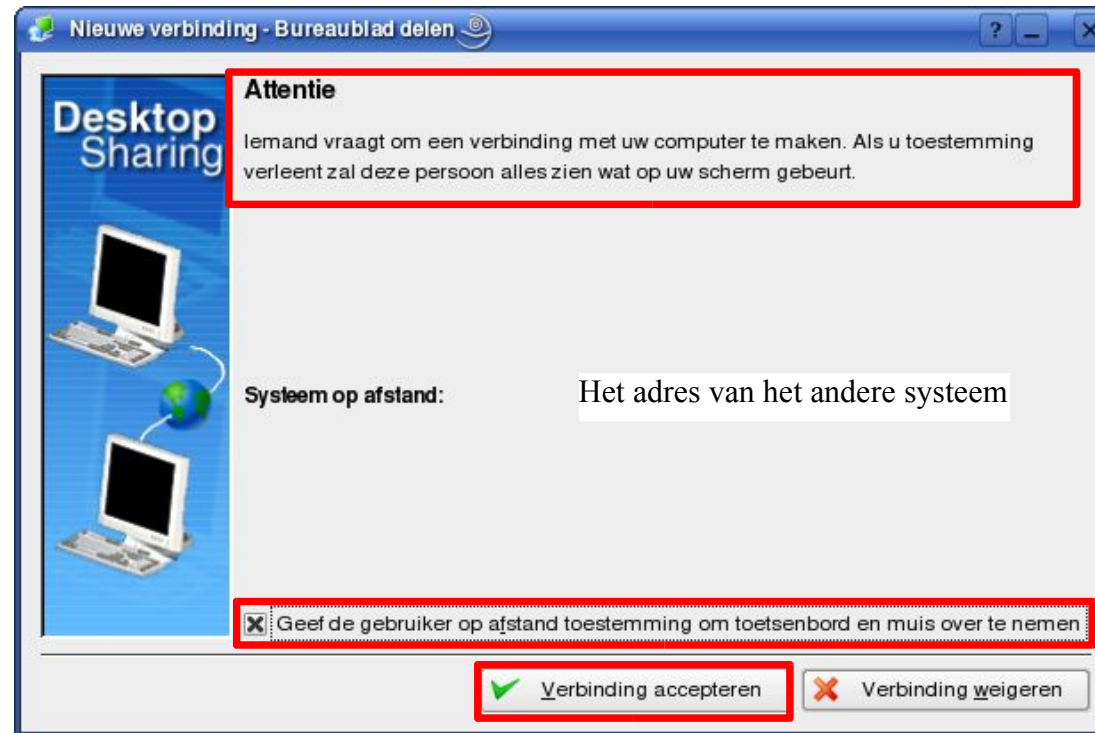 Nieuwe verbinding - Bureaublad delen
Desktop
Sharing
Attentie
Iemand vraagt om een verbinding met uw computer te maken. Als u toestemming
verleent zal deze persoon alles zien wat op uw scherm gebeurt.
Systeem op afstand: Het adres van het andere systeem
Geef de gebruiker op afstand toestemming om toetsenbord en muis over te nemen
Verbinding accepteren Verbinding weigeren